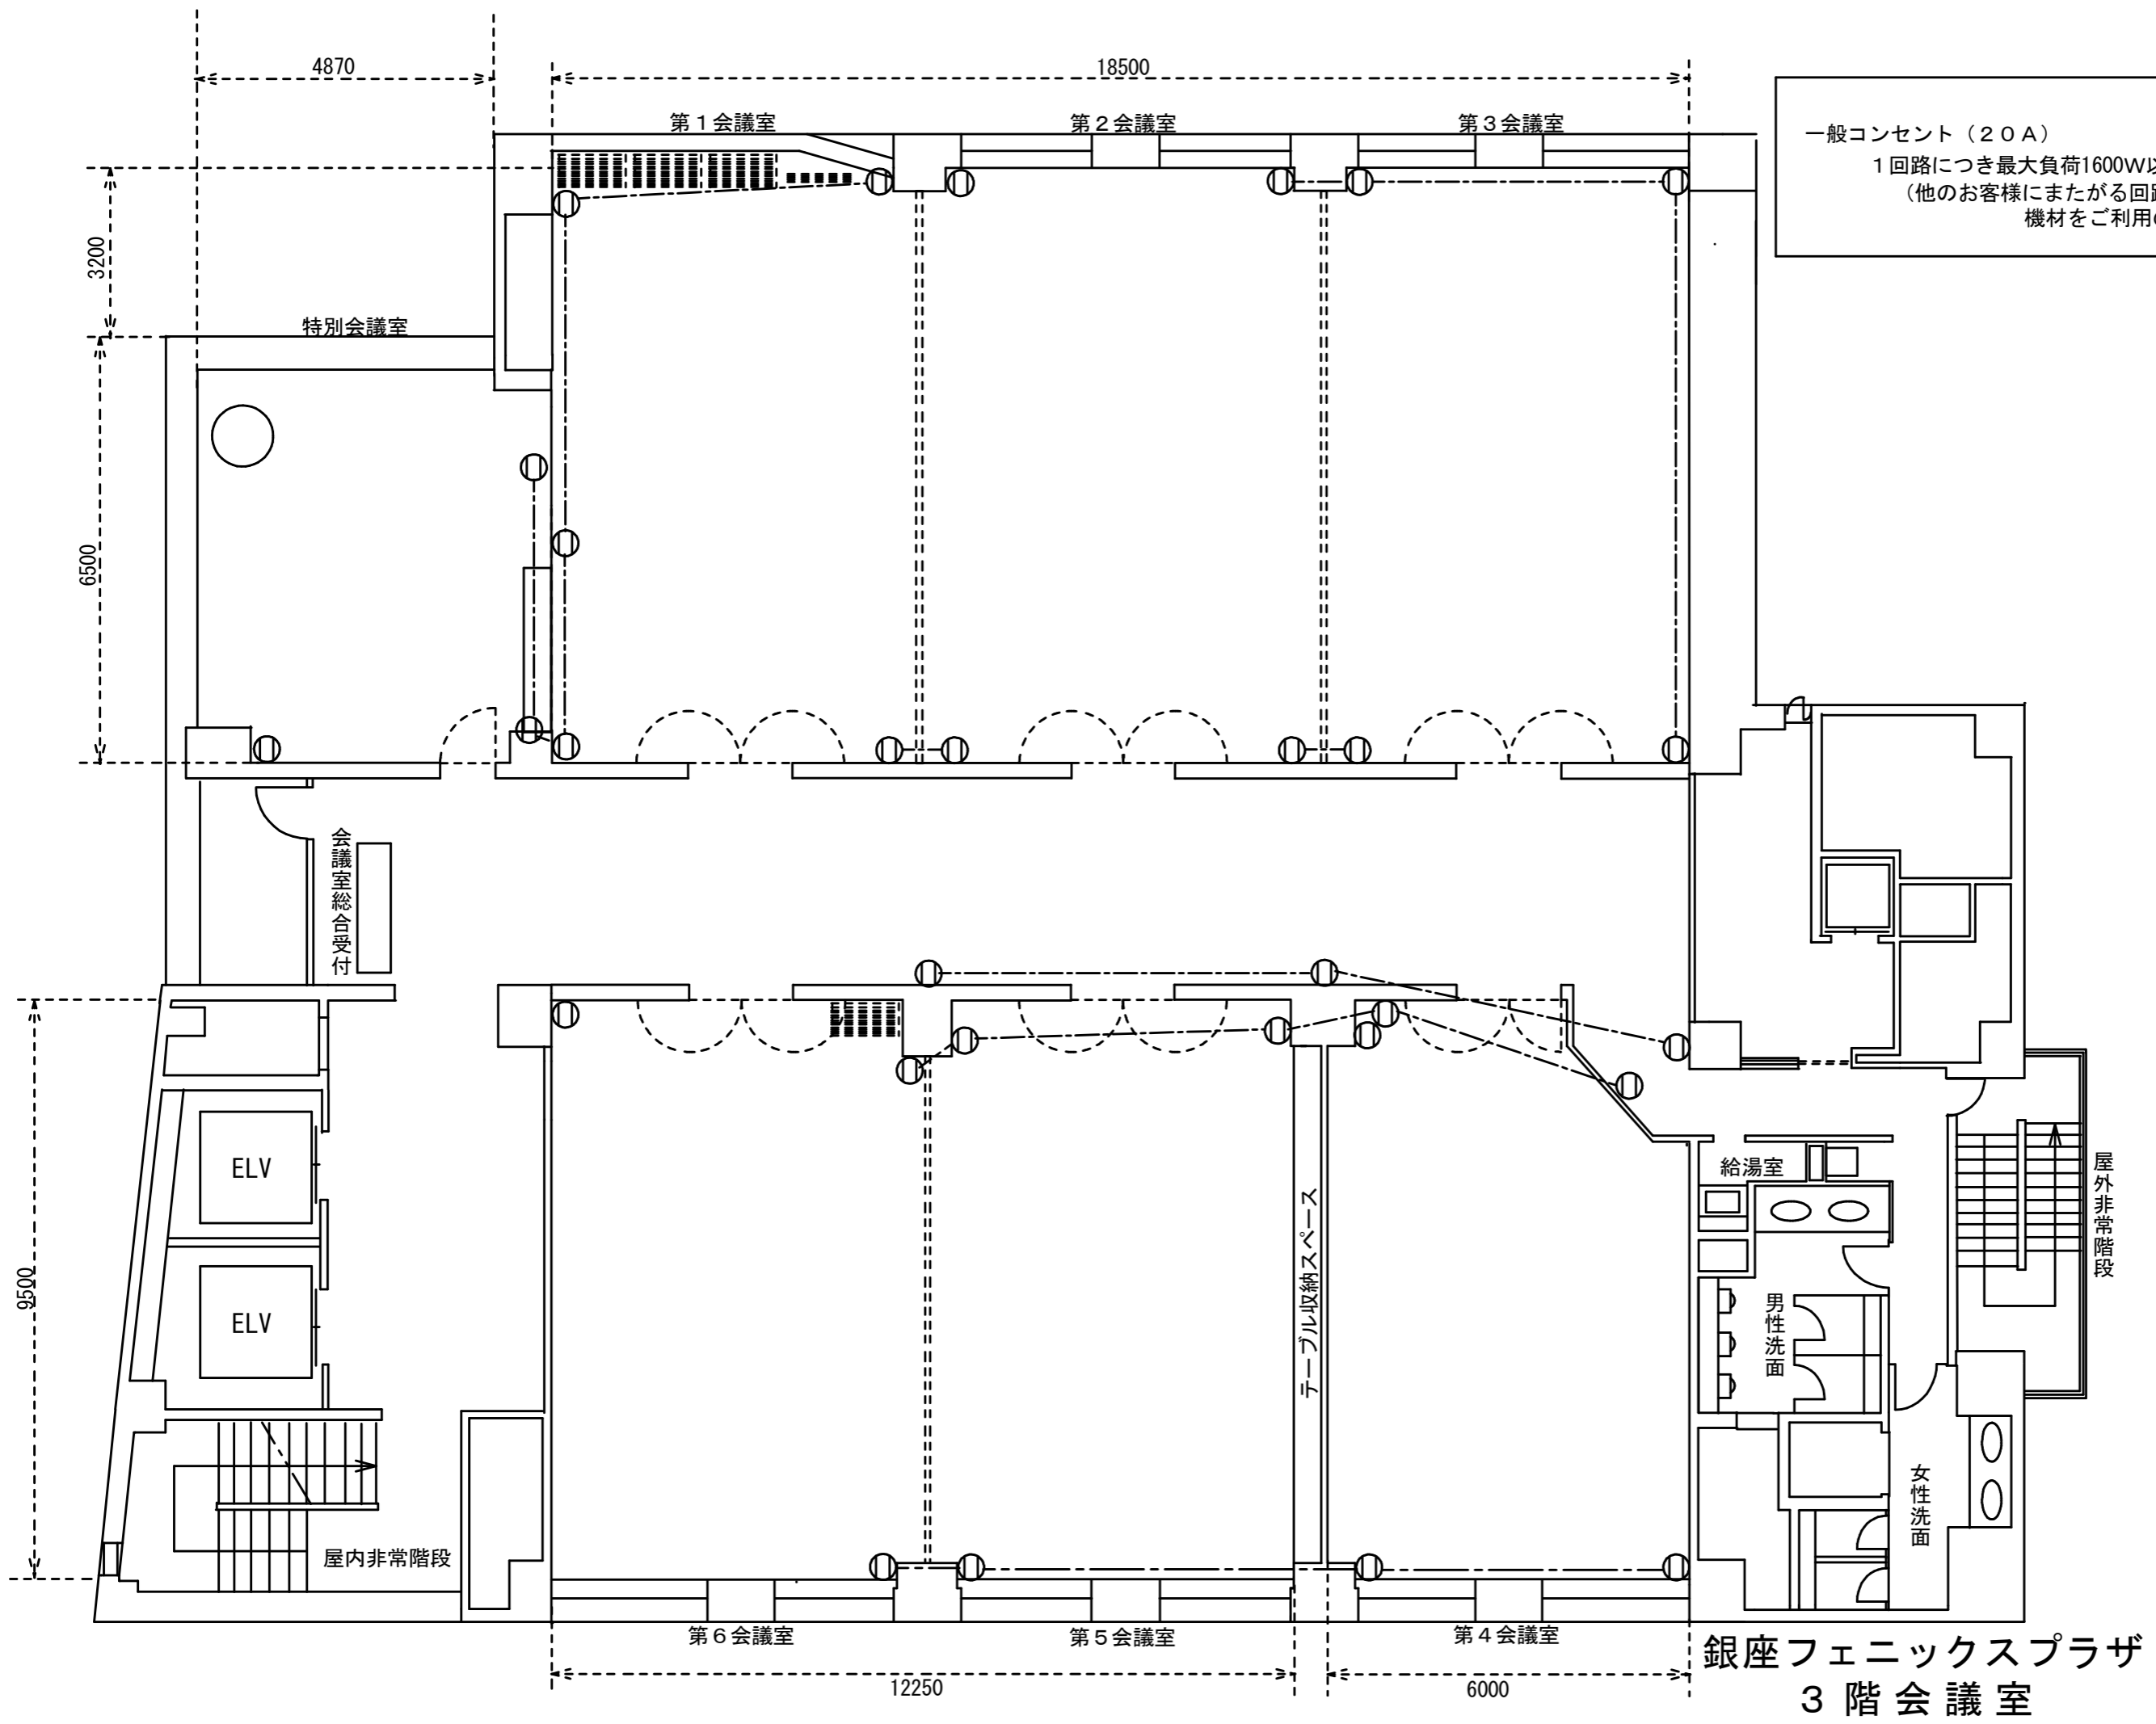 4870
18500
第１会議室
第２会議室
第３会議室
一般コンセント（２０Ａ）
１回路につき最大負荷1600W以
（他のお客様にまたがる回路
機材をご利用の
3200
特別会議室
6500
会議室総合受付
9500
ELV
ELV
テーブル収納スペース
給湯室
屋外非常階段
男性洗面
女性洗面
屋内非常階段
第６会議室
第５会議室
第４会議室
12250
6000
銀座フェニックスプラザ
３階会議室